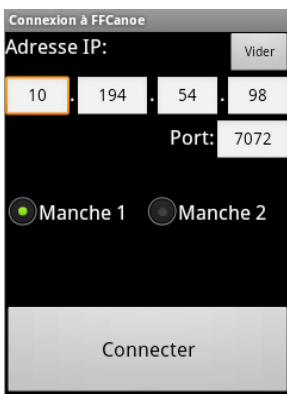 Connexion à FFCanoe
Adresse IP: Vider
10 . 194 . 54 . 98
Port: 7072
Manche 1 Manche 2
Connecter